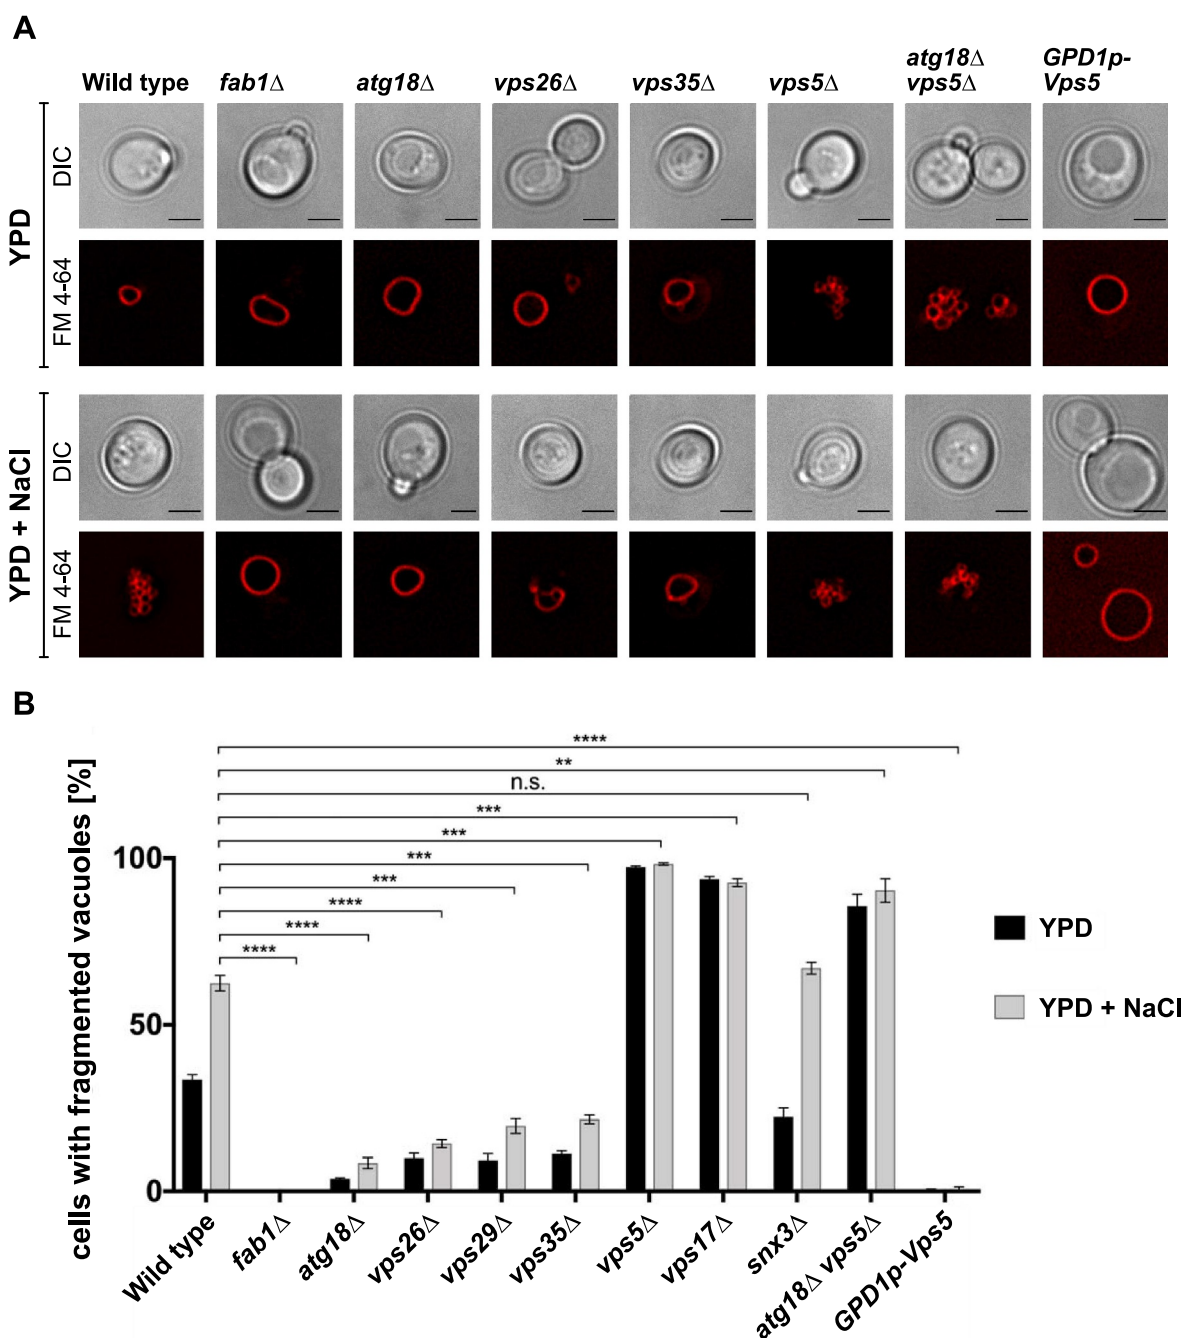 A
Wild type fab1Δ atg18Δ vps26Δ vps35Δ vps5Δ atg18Δ GPD1p-
vps5Δ Vps5
YPD
DIC
FM 4-64
YPD + NaCl
DIC
FM 4-64
B
****
**
n.s.
***
***
***
***
****
****
****
cells with fragmented vacuoles [%]
100
50
0
YPD
YPD + NaCl
Wild type
fab1Δ
atg18Δ
vps26Δ
vps29Δ
vps35Δ
vps5Δ
vps17Δ
snx3Δ
atg18Δ vps5Δ
GPD1p-Vps5